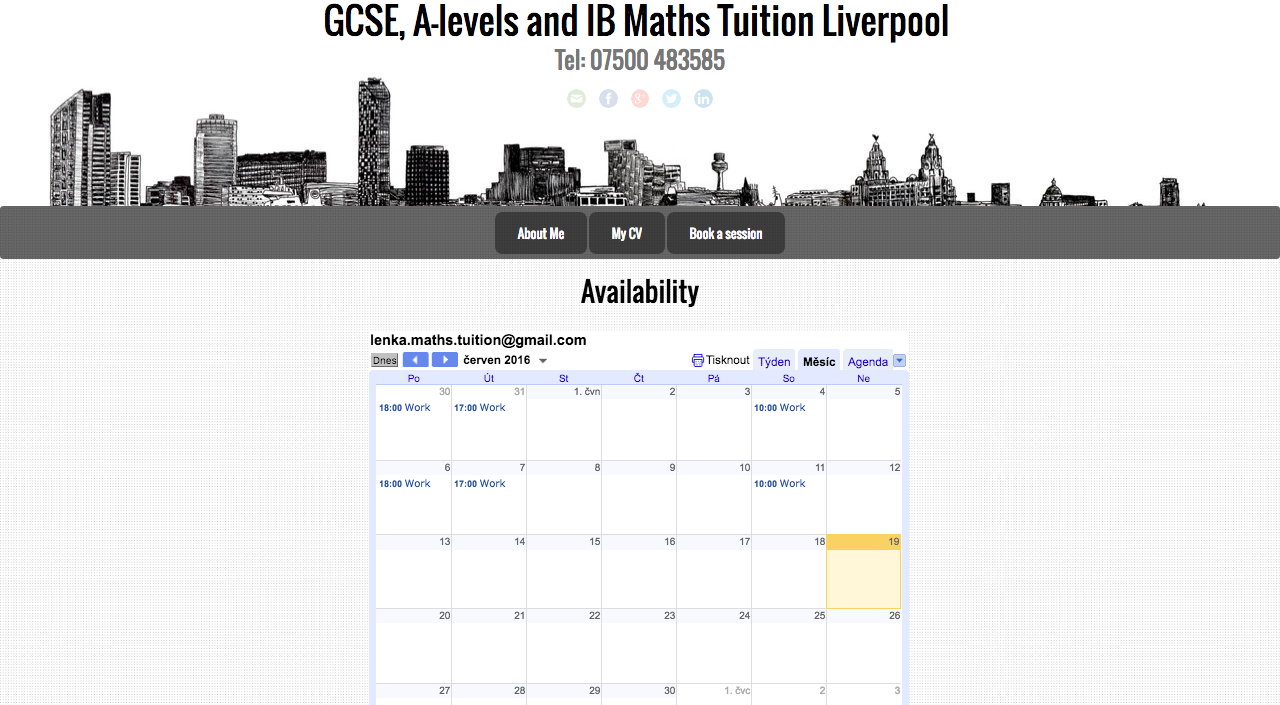 GCSE, A-levels and IB Maths Tuition Liverpool
Tel: 07500 483585
About Me My CV Book a session
Availability
lenka.maths.tuition@gmail.com
Dnes červen 2016 Tisknout Týden Měsíc Agenda
Po Út St Čt Pá So Ne
30 31 1. čvn 2 3 4 5
18:00 Work 17:00 Work 10:00 Work
6 7 8 9 10 11 12
18:00 Work 17:00 Work 10:00 Work
13 14 15 16 17 18 19
20 21 22 23 24 25 26
27 28 29 30 1. čvc 2 3